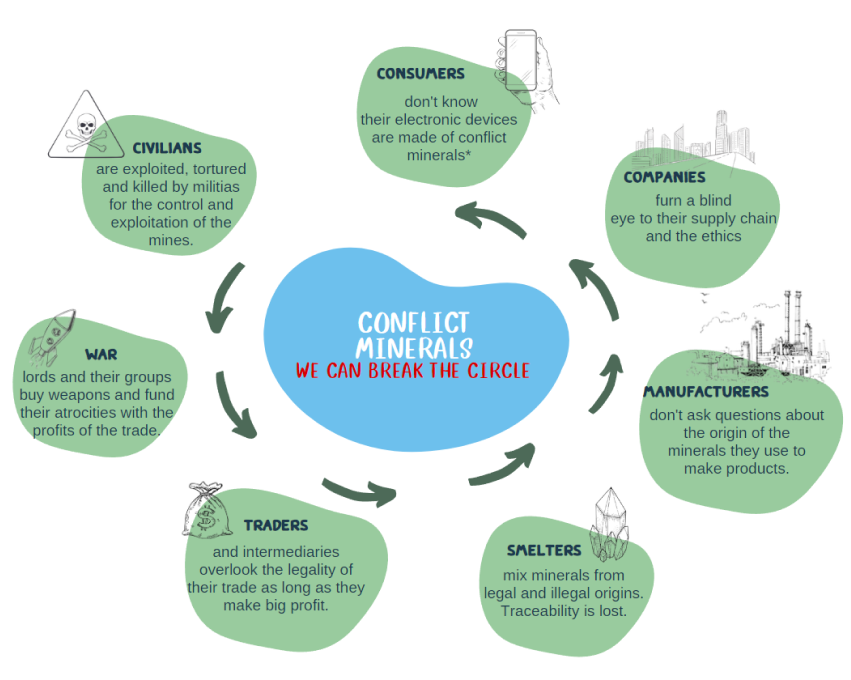 CONSUMERS
don't know
their electronic devices
are made of conflict
minerals*
CIVILIANS
are exploited, tortured
and killed by militias
for the control and
exploitation of the
mines.
COMPANIES
furn a blind
eye to their supply chain
and the ethics
CONFLICT
MINERALS
WE CAN BREAK THE CIRCLE
WAR
lords and their groups
buy weapons and fund
their atrocities with the
profits of the trade.
MANUFACTURERS
don't ask questions about
the origin of the
minerals they use to
make products.
$
TRADERS
and intermediaries
overlook the legality of
their trade as long as they
make big profit.
SMELTERS
mix minerals from
legal and illegal origins.
Traceability is lost.